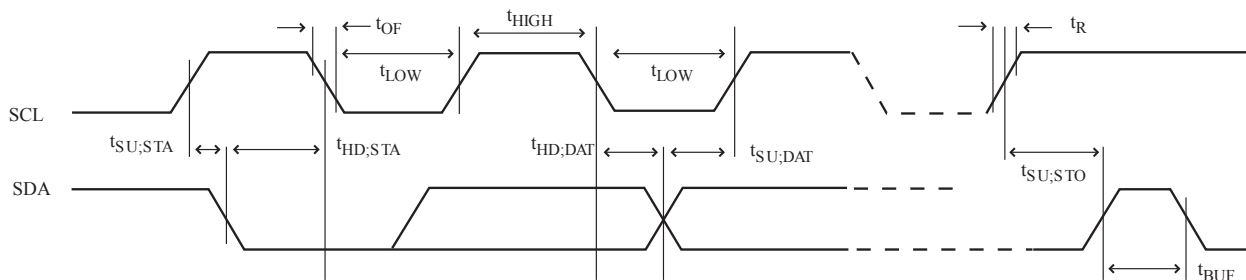 tOF
tHIGH
tR
tLOW
tLOW
SCL
tSU;STA
tHD;STA
tHD;DAT
tSU;DAT
tSU;STO
SDA
tBUF